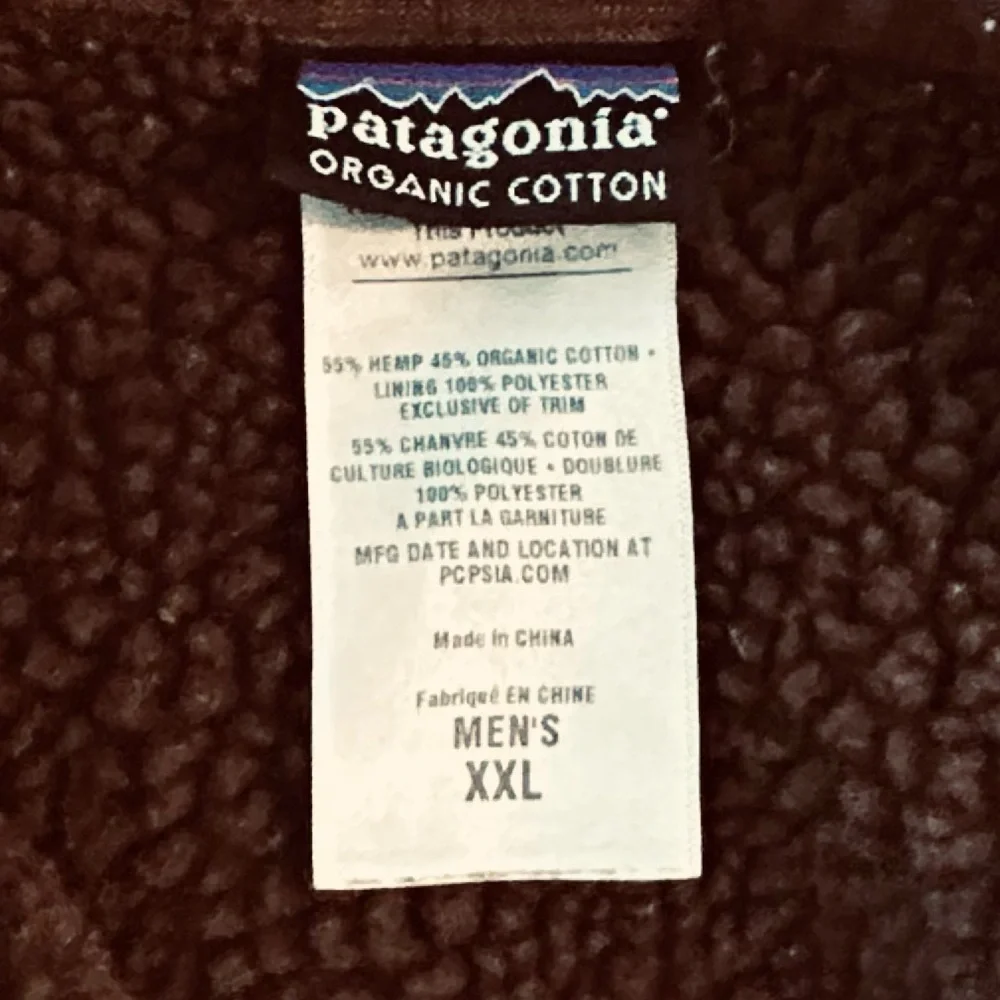 patagonia®
ORGANIC COTTON
This Product
www.patagonia.com
55% HEMP 45% ORGANIC COTTON •
LINING 100% POLYESTER
EXCLUSIVE OF TRIM
55% CHANVRE 45% COTON DE
CULTURE BIOLOGIQUE • DOUBLURE
100% POLYESTER
A PART LA GARNITURE
MFG DATE AND LOCATION AT
PCPSIA.COM
Made in CHINA
Fabriqué EN CHINE
MEN'S
XXL